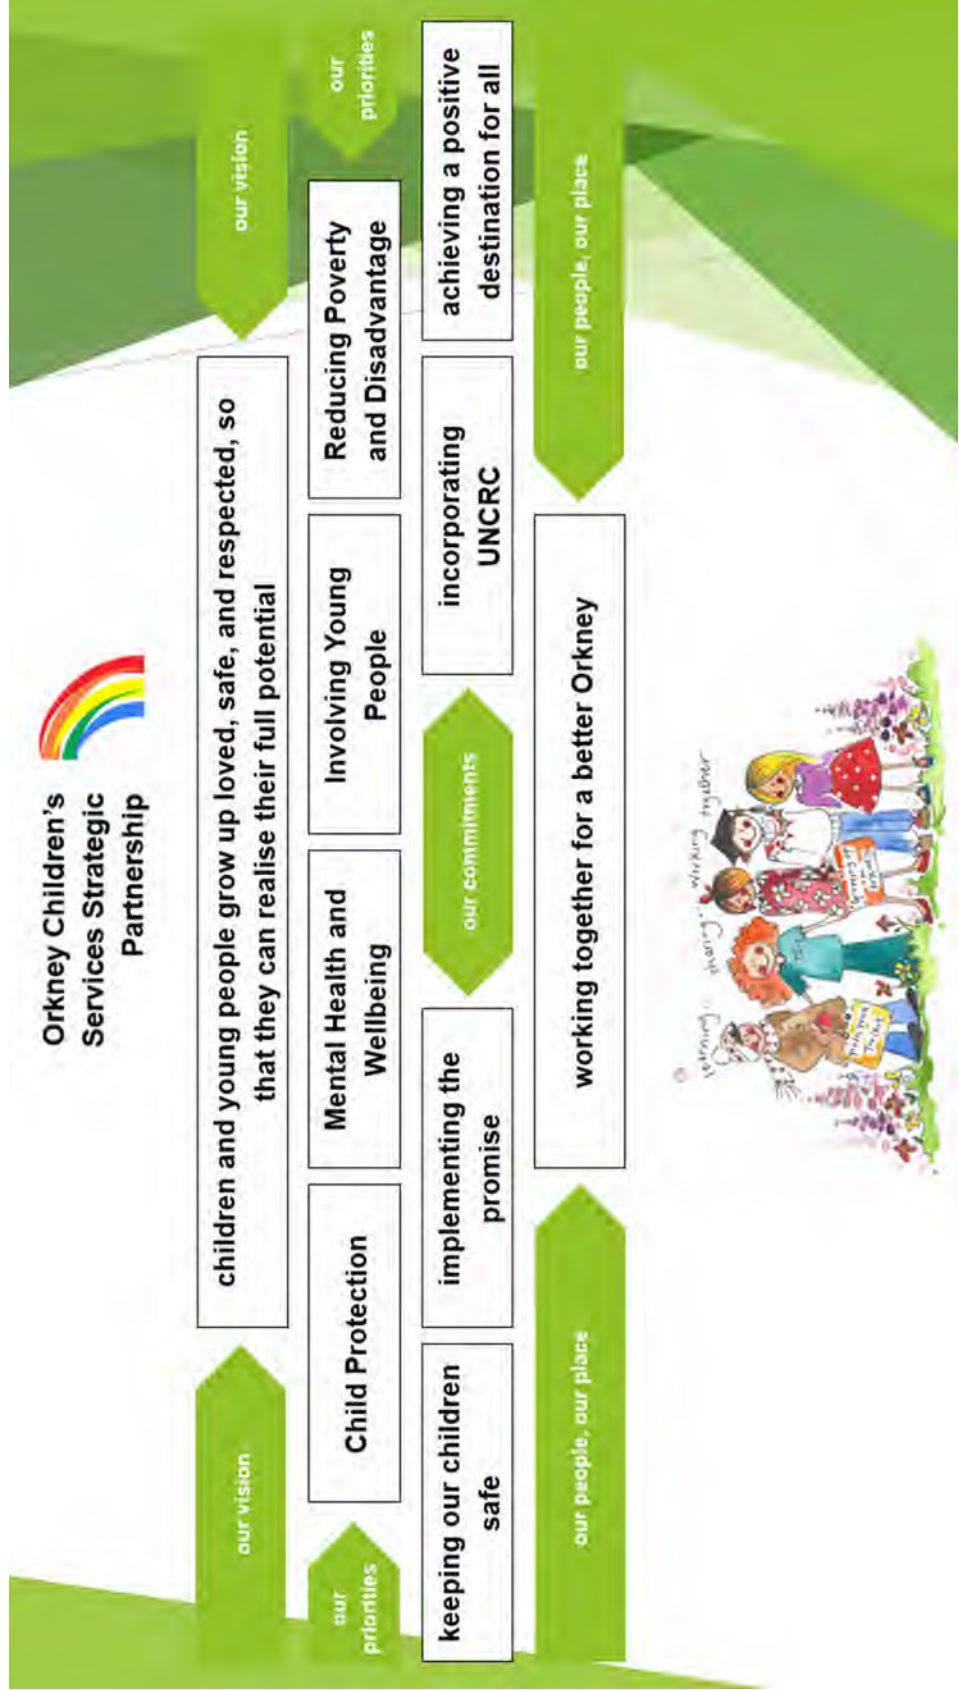 Orkney Children's
Services Strategic
Partnership
our vision
children and young people grow up loved, safe, and respected, so
that they can realise their full potential
our vision
our
priorities
Child Protection
Mental Health and
Wellbeing
Involving Young
People
Reducing Poverty
and Disadvantage
our
priorities
keeping our children
safe
implementing the
promise
our commitments
incorporating
UNCRC
achieving a positive
destination for all
our people, our place
working together for a better Orkney
our people, our place
learning. sharing. working together